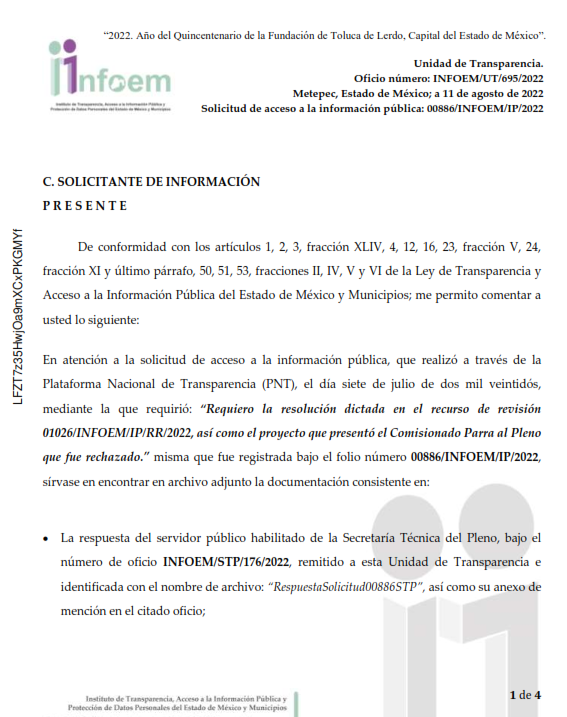 “2022. Año del Quincentenario de la Fundación de Toluca de Lerdo, Capital del Estado de México”.
infoem
Instituto de Transparencia, Acceso a la Información Pública y
Protección de Datos Personales del Estado de México y Municipios
Unidad de Transparencia.
Oficio número: INFOEM/UT/695/2022
Metepec, Estado de México; a 11 de agosto de 2022
Solicitud de acceso a la información pública: 00886/INFOEM/IP/2022
C. SOLICITANTE DE INFORMACIÓN
P R E S E N T E
LFZT7z35HwjOa9mXCxPKGMYf
De conformidad con los artículos 1, 2, 3, fracción XLIV, 4, 12, 16, 23, fracción V, 24,
fracción XI y último párrafo, 50, 51, 53, fracciones II, IV, V y VI de la Ley de Transparencia y
Acceso a la Información Pública del Estado de México y Municipios; me permito comentar a
usted lo siguiente:
En atención a la solicitud de acceso a la información pública, que realizó a través de la
Plataforma Nacional de Transparencia (PNT), el día siete de julio de dos mil veintidós,
mediante la que requirió: “Requiero la resolución dictada en el recurso de revisión
01026/INFOEM/IP/RR/2022, así como el proyecto que presentó el Comisionado Parra al Pleno
que fue rechazado.” misma que fue registrada bajo el folio número 00886/INFOEM/IP/2022,
sírvase en encontrar en archivo adjunto la documentación consistente en:
• La respuesta del servidor público habilitado de la Secretaría Técnica del Pleno, bajo el
número de oficio INFOEM/STP/176/2022, remitido a esta Unidad de Transparencia e
identificada con el nombre de archivo: “RespuestaSolicitud00886STP”, así como su anexo de
mención en el citado oficio;
Instituto de Transparencia, Acceso a la Información Pública y
Protección de Datos Personales del Estado de México y Municipios
1 de 4